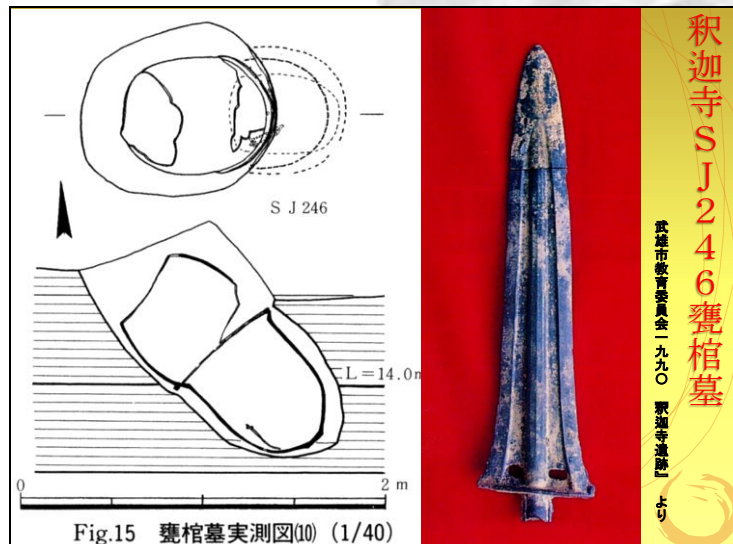 釈迦寺ＳＪ２４６甕棺墓
武雄市教育委員会一九九〇　釈迦寺遺跡』より
ＳＪ246
L＝14.0m
0
2 m
Fig.15　甕棺墓実測図⑽（1/40）